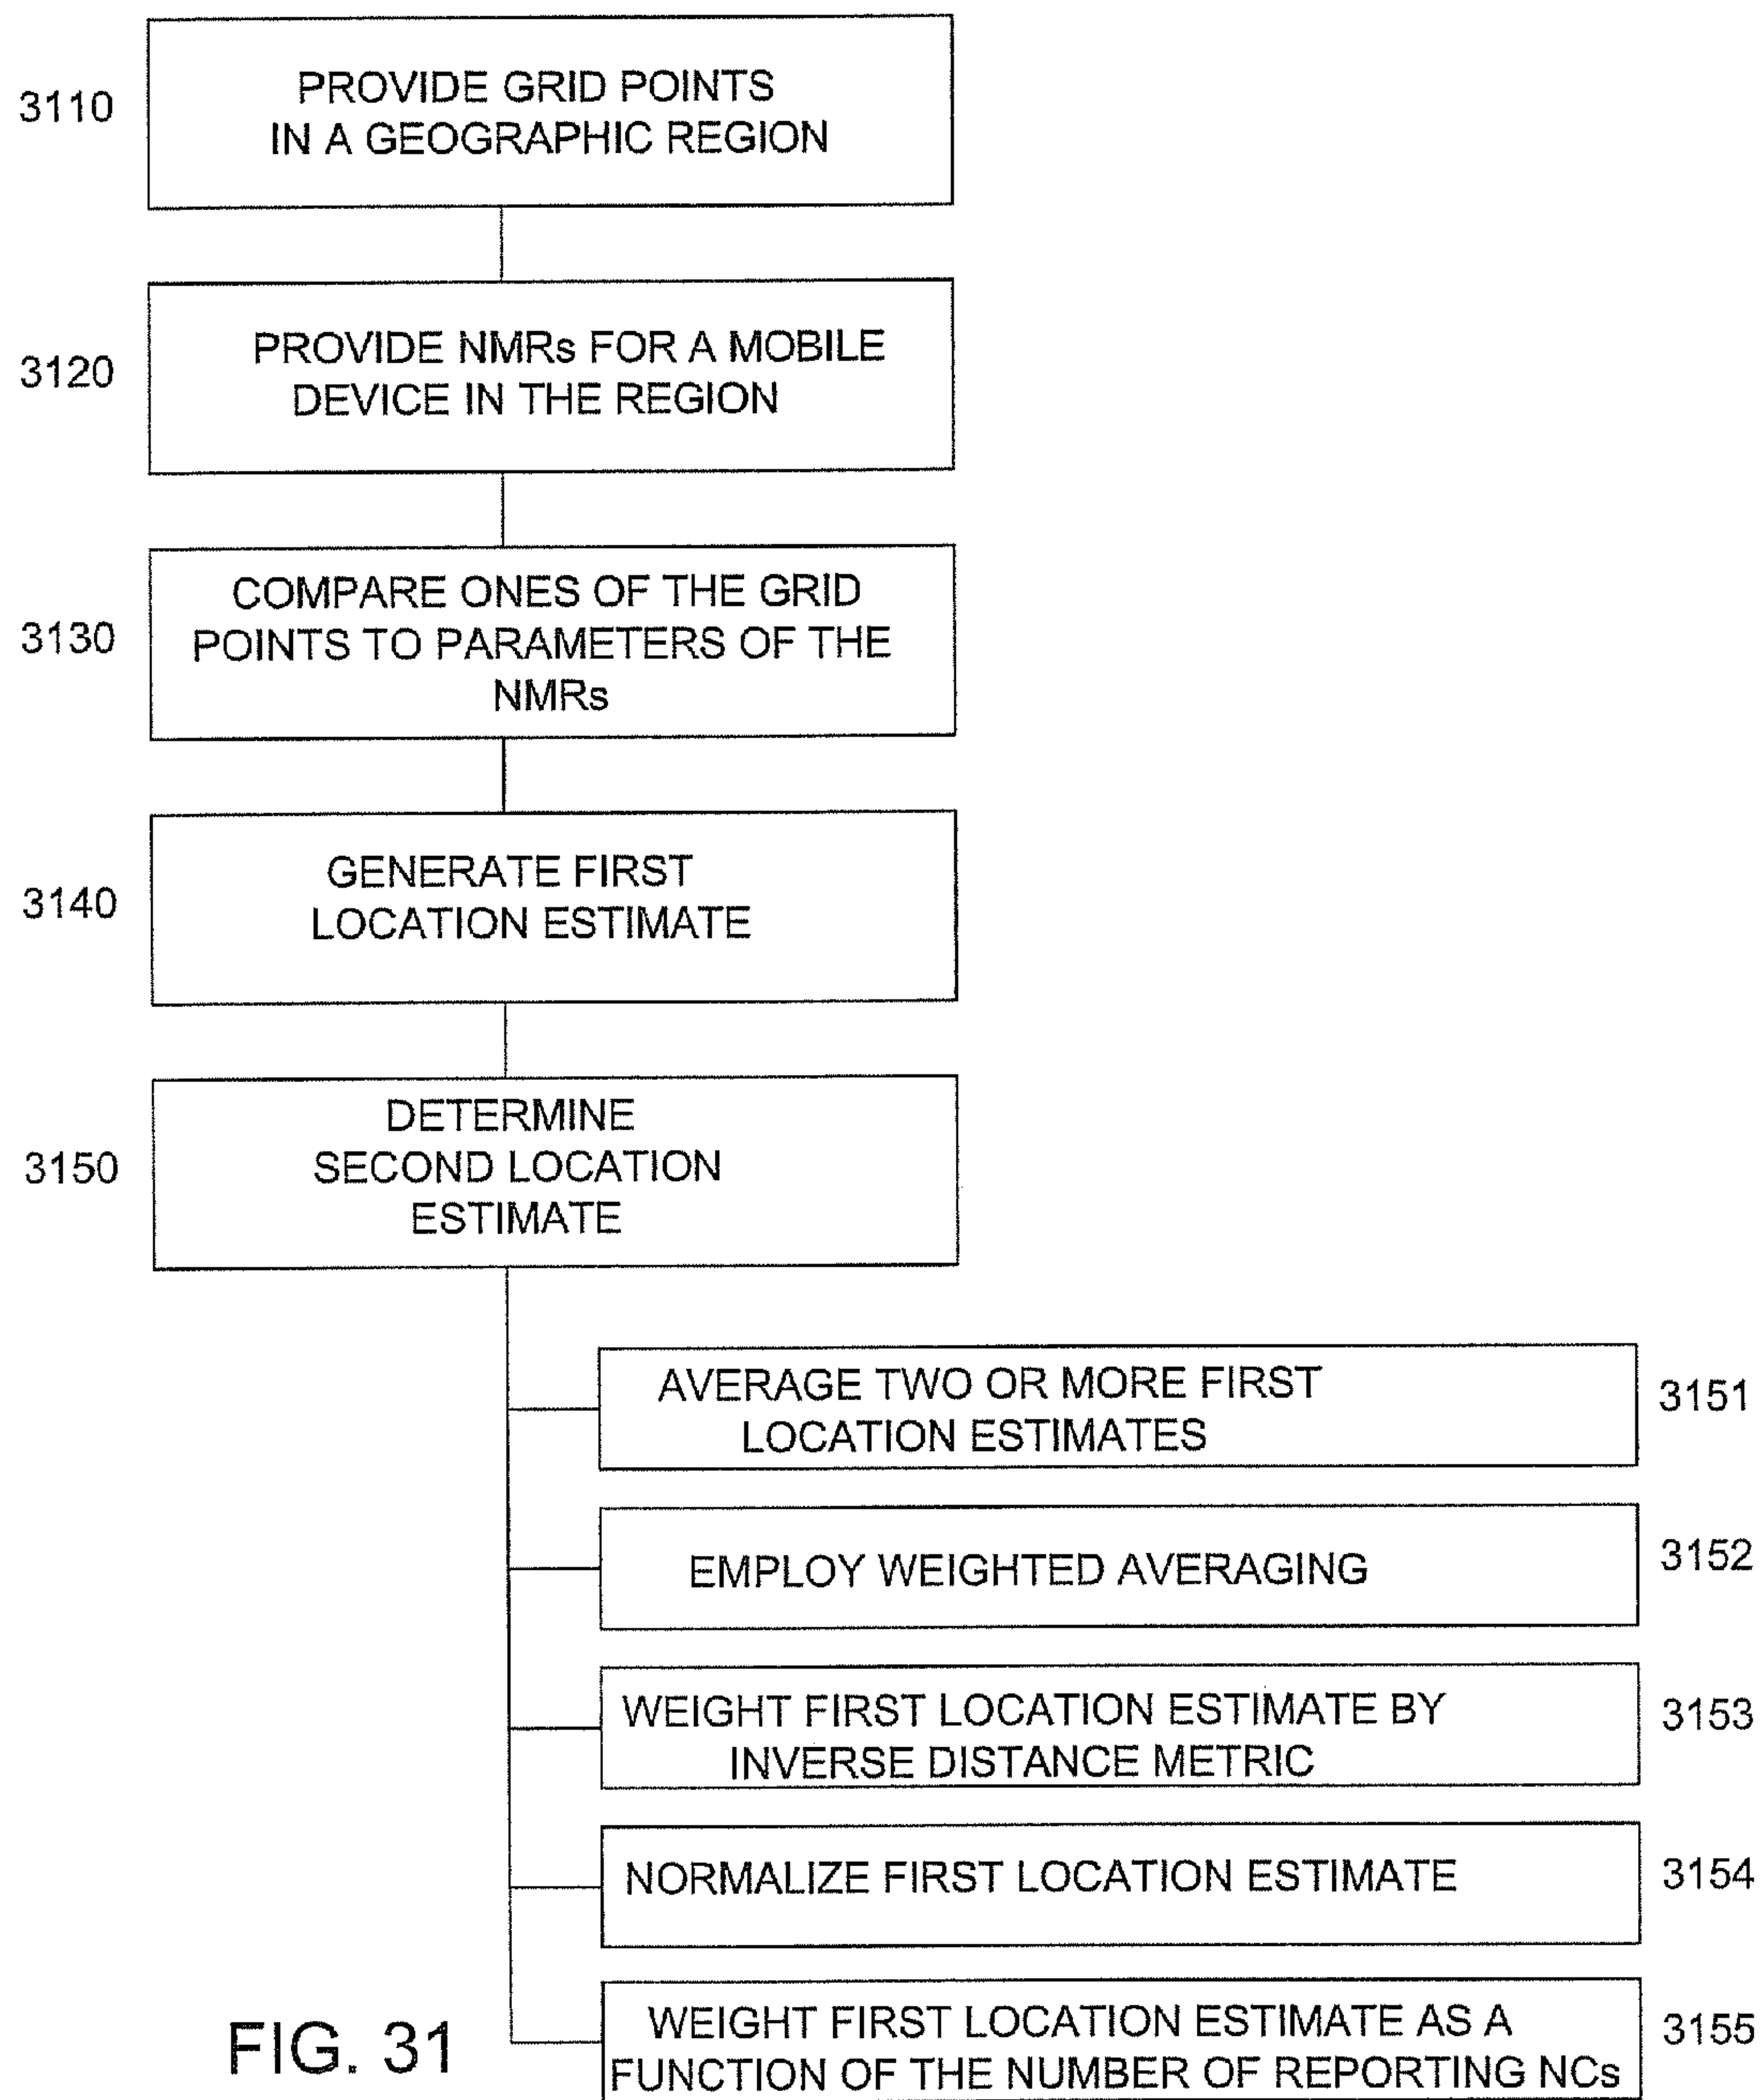 3110
PROVIDE GRID POINTS
IN A GEOGRAPHIC REGION
3120
PROVIDE NMRs FOR A MOBILE
DEVICE IN THE REGION
3130
COMPARE ONES OF THE GRID
POINTS TO PARAMETERS OF THE
NMRs
3140
GENERATE FIRST
LOCATION ESTIMATE
3150
DETERMINE
SECOND LOCATION
ESTIMATE
AVERAGE TWO OR MORE FIRST
LOCATION ESTIMATES
3151
EMPLOY WEIGHTED AVERAGING
3152
WEIGHT FIRST LOCATION ESTIMATE BY
INVERSE DISTANCE METRIC
3153
NORMALIZE FIRST LOCATION ESTIMATE
3154
WEIGHT FIRST LOCATION ESTIMATE AS A
FUNCTION OF THE NUMBER OF REPORTING NCs
3155
FIG. 31